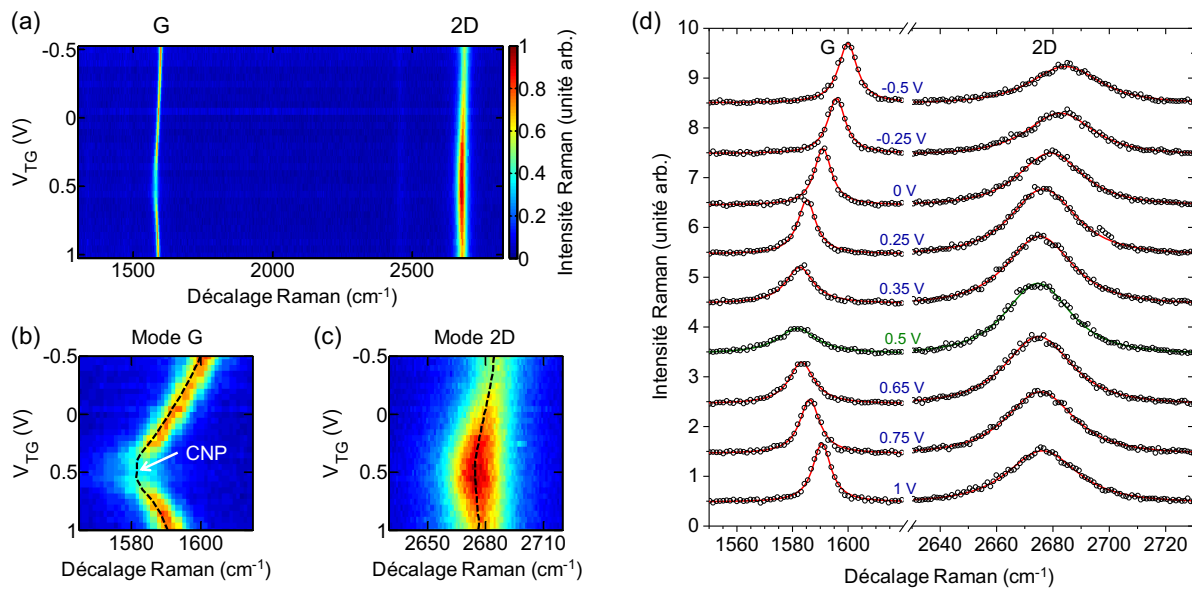 (a)
G 2D
-0.5
0
0.5
1
V_TG (V)
1500 2000 2500
Décalage Raman (cm⁻¹)
1
0.8
0.6
0.4
0.2
0
Intensité Raman (unité arb.)
(b) Mode G
-0.5
0
0.5
1
V_TG (V)
CNP
1580 1600
Décalage Raman (cm⁻¹)
(c) Mode 2D
-0.5
0
0.5
1
V_TG (V)
2650 2680 2710
Décalage Raman (cm⁻¹)
(d)
10
9
8
7
6
5
4
3
2
1
0
Intensité Raman (unité arb.)
G 2D
-0.5 V
-0.25 V
0 V
0.25 V
0.35 V
0.5 V
0.65 V
0.75 V
1 V
1560 1580 1600 2640 2660 2680 2700 2720
Décalage Raman (cm⁻¹)